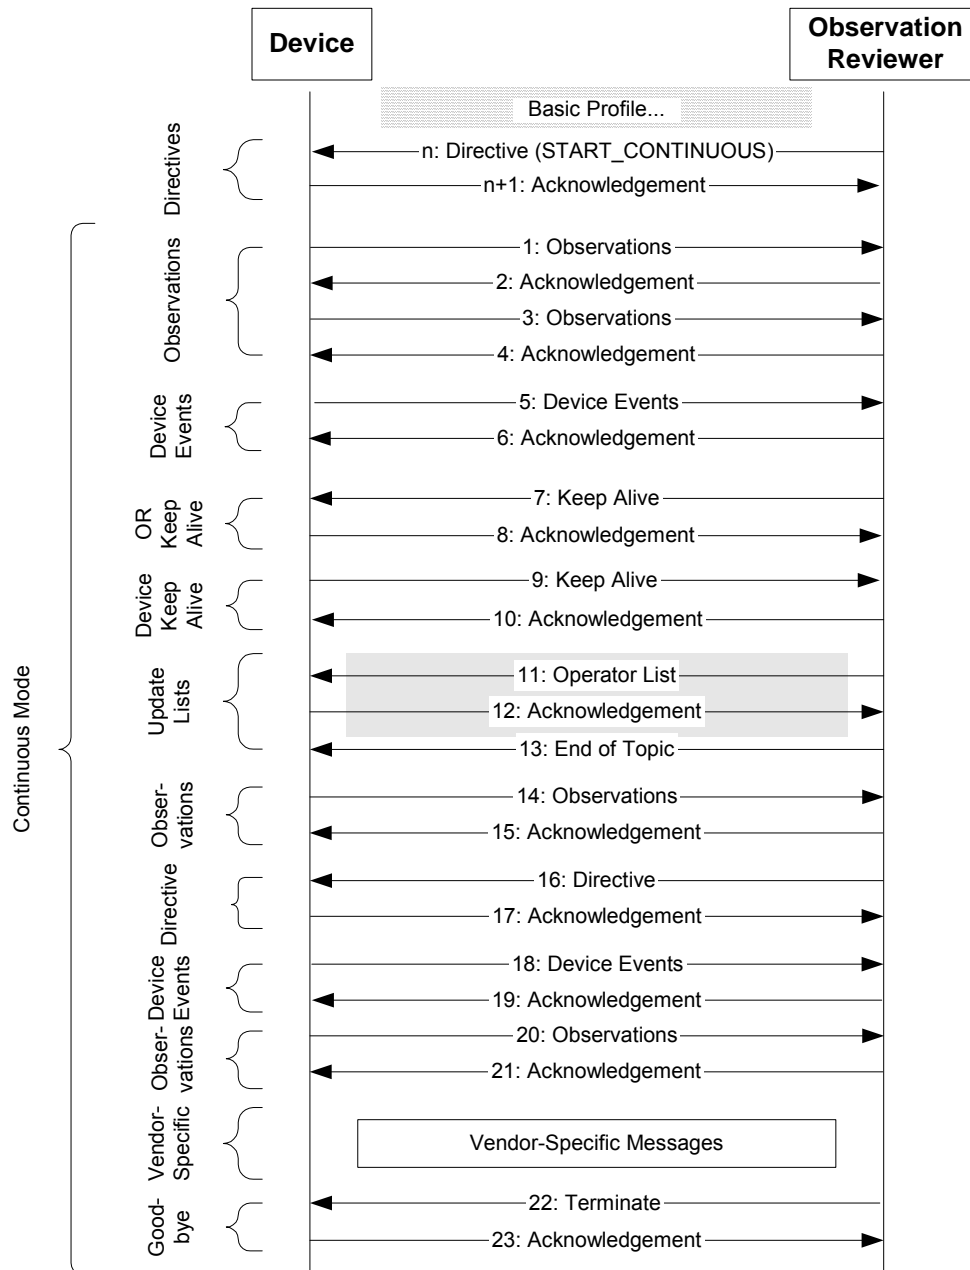 Device
Observation
Reviewer
Basic Profile...
Directives
n: Directive (START_CONTINUOUS)
n+1: Acknowledgement
Continuous Mode
Observations
1: Observations
2: Acknowledgement
3: Observations
4: Acknowledgement
Device
Events
5: Device Events
6: Acknowledgement
OR
Keep
Alive
7: Keep Alive
8: Acknowledgement
Device
Keep
Alive
9: Keep Alive
10: Acknowledgement
Update
Lists
11: Operator List
12: Acknowledgement
13: End of Topic
Obser-
vations
14: Observations
15: Acknowledgement
Directive
16: Directive
17: Acknowledgement
Device
Events
18: Device Events
19: Acknowledgement
Obser-
vations
20: Observations
21: Acknowledgement
Vendor-
Specific
Vendor-Specific Messages
Good-
bye
22: Terminate
23: Acknowledgement